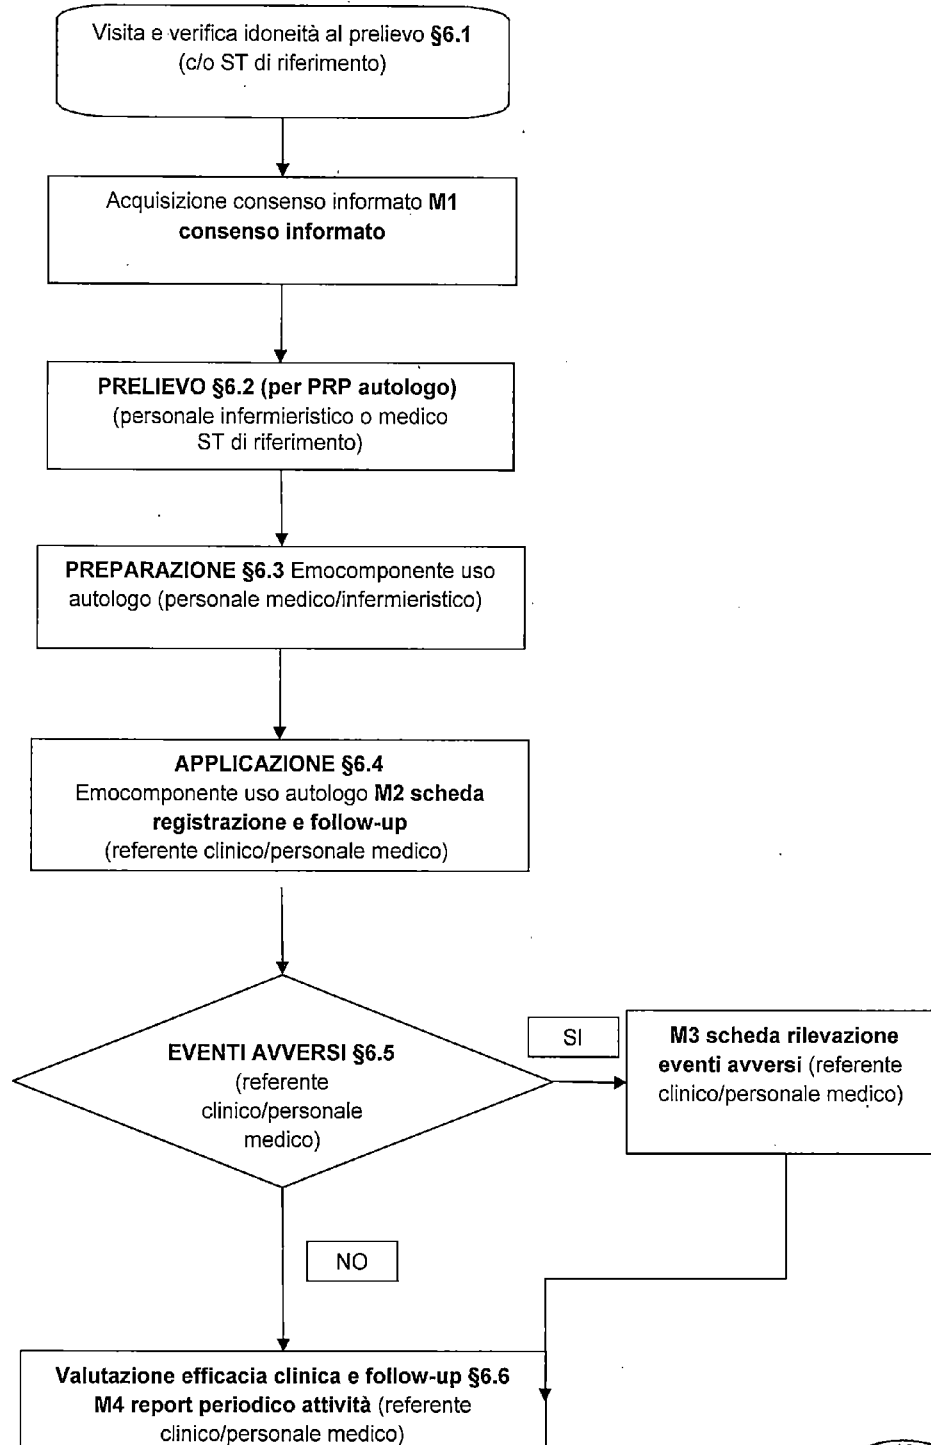 Visita e verifica idoneità al prelievo §6.1
(c/o ST di riferimento)
Acquisizione consenso informato M1
consenso informato
PRELIEVO §6.2 (per PRP autologo)
(personale infermieristico o medico
ST di riferimento)
PREPARAZIONE §6.3 Emocomponente uso
autologo (personale medico/infermieristico)
APPLICAZIONE §6.4
Emocomponente uso autologo M2 scheda
registrazione e follow-up
(referente clinico/personale medico)
EVENTI AVVERSI §6.5
(referente
clinico/personale
medico)
SI
M3 scheda rilevazione
eventi avversi (referente
clinico/personale medico)
NO
Valutazione efficacia clinica e follow-up §6.6
M4 report periodico attività (referente
clinico/personale medico)